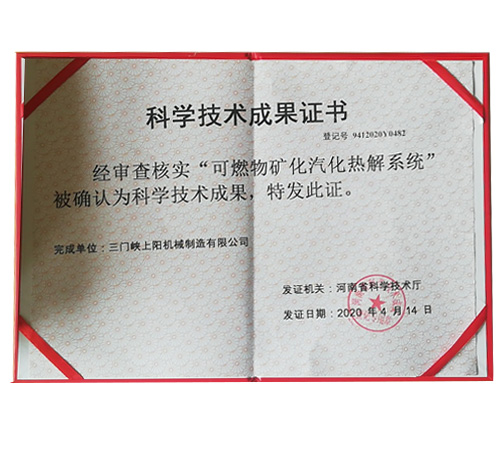 科学技术成果证书
登记号 9412020Y0482
经审查核实“可燃物矿化汽化热解系统”
被确认为科学技术成果，特发此证。
完成单位：三门峡上阳机械制造有限公司
发证机关：河南省科学技术厅
发证日期：2020 年 4 月 14 日